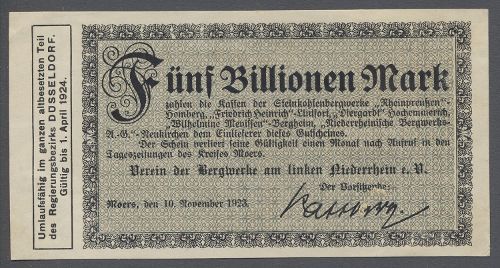 Umlaufsfähig im ganzen altbesetzten Teil
des Regierungsbezirks DÜSSELDORF.
Gültig bis 1. April 1924.
Fünf Billionen Mark
zahlen die Kassen der Steinkohlenbergwerke „Rheinpreußen“-
Homberg, „Friedrich Heinrich“-Lintfort, „Diergardt“ Hochemmerich,
„Wilhelmine Mevissen“-Bergheim, „Niederrheinische Bergwerks-
A.-G.“-Neukirchen dem Einlieferer dieses Gutscheines.
Der Schein verliert seine Gültigkeit einen Monat nach Aufruf in den
Tageszeitungen des Kreises Moers.
Verein der Bergwerke am linken Niederrhein e. V.
Der Vorsitzende:
Moers, den 10. November 1923.